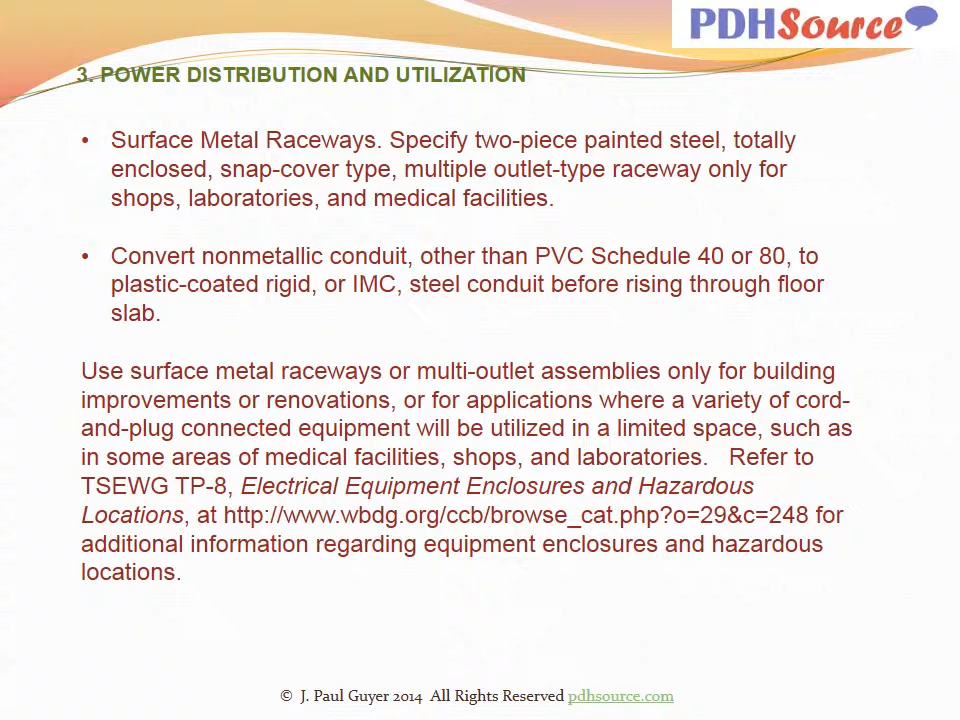 PDHSource
3. POWER DISTRIBUTION AND UTILIZATION
• Surface Metal Raceways. Specify two-piece painted steel, totally
enclosed, snap-cover type, multiple outlet-type raceway only for
shops, laboratories, and medical facilities.
• Convert nonmetallic conduit, other than PVC Schedule 40 or 80, to
plastic-coated rigid, or IMC, steel conduit before rising through floor
slab.
Use surface metal raceways or multi-outlet assemblies only for building
improvements or renovations, or for applications where a variety of cord-
and-plug connected equipment will be utilized in a limited space, such as
in some areas of medical facilities, shops, and laboratories. Refer to
TSEWG TP-8, Electrical Equipment Enclosures and Hazardous
Locations, at http://www.wbdg.org/ccb/browse_cat.php?o=29&c=248 for
additional information regarding equipment enclosures and hazardous
locations.
© J. Paul Guyer 2014 All Rights Reserved pdhsource.com